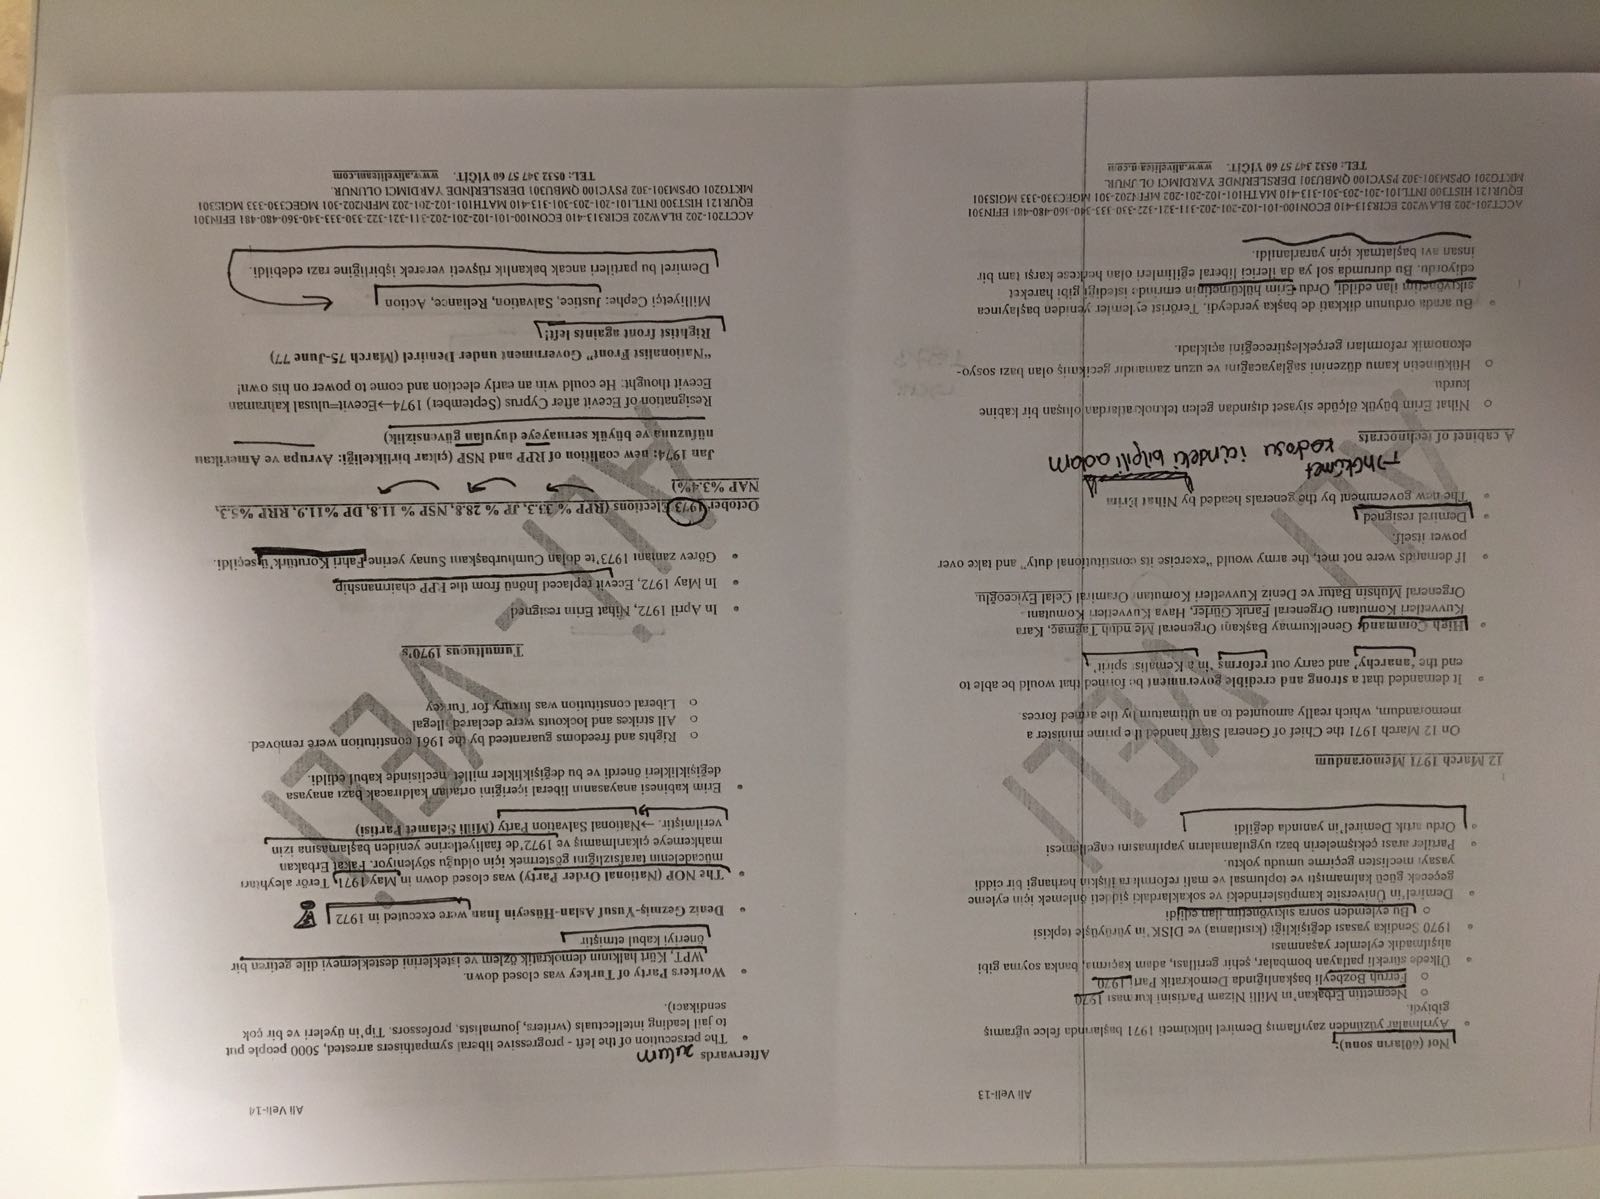 Ali Veli-13
Not (60ların sonu):
Ayrılmalar yüzünden zayıflamış Demirel hükümeti 1971 başlarında felce uğramış
gibiydi.
o Necmettin Erbakan'ın Milli Nizam Partisini kurması 1970
o Ferruh Bozbeyli başkanlığında Demokratik Parti 1970
Ülkede sürekli patlayan bombalar, şehir gerillası, adam kaçırma, banka soyma gibi
alışılmadık eylemler yaşanması
1970 Sendika yasası değişikliği (kısıtlama) ve DİSK'in yürüyüşle tepkisi
o Bu eylemden sonra sıkıyönetim ilan edildi
Demirel'in Üniversite kampüslerindeki ve sokaklardaki şiddeti önlemek için eyleme
geçecek gücü kalmamıştı ve toplumsal ve mali reformlara ilişkin herhangi bir ciddi
yasayı meclisten geçirme umudu yoktu.
Partiler arası çekişmelerin bazı uygulamaların yapılmasını engellemesi
Ordu artık Demirel'in yanında değildi
12 March 1971 Memorandum
On 12 March 1971 the Chief of General Staff handed the prime minister a
memorandum, which really amounted to an ultimatum by the armed forces.
It demanded that a strong and credible government be formed that would be able to
end the 'anarchy' and carry out reforms 'in a Kemalist spirit'.
High Command: Genelkurmay Başkanı Orgeneral Memduh Tağmaç, Kara
Kuvvetleri Komutanı Orgeneral Faruk Gürler, Hava Kuvvetleri Komutanı
Orgeneral Muhsin Batur ve Deniz Kuvvetleri Komutanı Oramiral Celal Eyiceoğlu.
If demands were not met, the army would "exercise its constitutional duty" and take over
power itself.
Demirel resigned
The new government by the generals headed by Nihat Erim
→hükümet
kadrosu içindeki bilgili adam
A cabinet of technocrats
o Nihat Erim büyük ölçüde siyaset dışından gelen teknokratlardan oluşan bir kabine
kurdu.
o Hükümetin kamu düzenini sağlayacağını ve uzun zamandır gecikmiş olan bazı sosyo-
ekonomik reformları gerçekleştireceğini açıkladı.
Bu arada ordunun dikkati de başka yerdeydi. Terörist eylemler yeniden başlayınca
sıkıyönetim ilan edildi. Ordu Erim hükümetinin emrinde istediği gibi hareket
ediyordu. Bu durumda sol ya da ilerici liberal eğilimleri olan herkese karşı tam bir
insan avı başlatmak için yararlanıldı.
ACCT201-202 BLAW202 ECIR313-410 ECON100-101-102-201-202-311-321-322-330-333-340-360-480-481 EFIN301
EQUR121 HIST300 INTL101-201-203-301-313-410 MATH101-102-201-202 MFIN202-301 MGEC330-333 MGIS301
MKTG201 OPSM301-302 PSYC100 QMBU301 DERSLERİNDE YARDIMCI OLUNUR.
TEL: 0532 347 57 60 YİĞİT. www.aliveliteam.com
ALI - VELI
Ali Veli-14
Afterwards zulüm
The persecution of the left - progressive liberal sympathisers arrested, 5000 people put
to jail leading intellectuals (writers, journalists, professors. Tip'in üyeleri ve bir çok
sendikacı).
Workers Party of Turkey was closed down.
WPT, Kürt halkının demokratik özlem ve isteklerini desteklemeyi dile getiren bir
öneriyi kabul etmiştir
Deniz Gezmiş-Yusuf Aslan-Hüseyin İnan were executed in 1972 !
The NOP (National Order Party) was closed down in May 1971, Terör aleyhtarı
mücadelenin tarafsızlığını göstermek için olduğu söyleniyor. Fakat Erbakan
mahkemeye çıkarılmamış ve 1972'de faaliyetlerine yeniden başlamasına izin
verilmiştir. →National Salvation Party (Milli Selamet Partisi)
Erim kabinesi anayasanın liberal içeriğini ortadan kaldıracak bazı anayasa
değişiklikleri önerdi ve bu değişiklikler millet meclisinde kabul edildi.
o Rights and freedoms guaranteed by the 1961 constitution were removed.
o All strikes and lockouts were declared illegal
o Liberal constitution was luxury for Turkey
Tumultuous 1970's
In April 1972, Nihat Erim resigned
In May 1972, Ecevit replaced İnönü from the RPP chairmanship
Görev zamanı 1973'te dolan Cumhurbaşkanı Sunay yerine Fahri Korutürk'ü seçildi.
October 1973 Elections (RPP % 33.3, JP % 28.8, NSP % 11.8, DP %11.9, RRP %5.3,
NAP %3.4%)
Jan 1974: new coalition of RPP and NSP (çıkar birlikteliği: Avrupa ve Amerikan
nüfuzuna ve büyük sermayeye duyulan güvensizlik)
Resignation of Ecevit after Cyprus (September) 1974→Ecevit=ulusal kahraman
Ecevit thought: He could win an early election and come to power on his own!
"Nationalist Front" Government under Demirel (March 75-June 77)
Rightist front againts left!
Milliyetçi Cephe: Justice, Salvation, Reliance, Action
Demirel bu partileri ancak bakanlık rüşveti vererek işbirliğine razı edebildi.
ACCT201-202 BLAW202 ECIR313-410 ECON100-101-102-201-202-311-321-322-330-333-340-360-480-481 EFIN301
EQUR121 HIST300 INTL101-201-203-301-313-410 MATH101-102-201-202 MFIN202-301 MGEC330-333 MGIS301
MKTG201 OPSM301-302 PSYC100 QMBU301 DERSLERİNDE YARDIMCI OLUNUR.
TEL: 0532 347 57 60 YİĞİT. www.aliveliteam.com
ALI - VELI